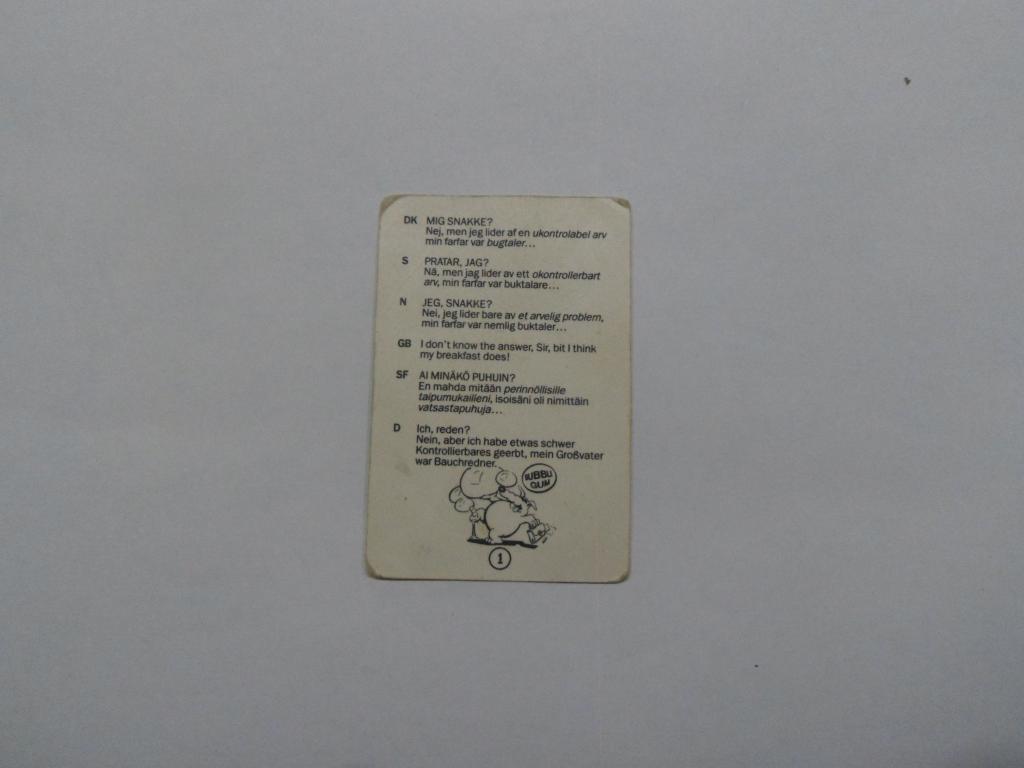 DK MIG SNAKKE?
Nej, men jeg lider af en ukontrolabel arv
min farfar var bugtaler...
S PRATAR, JAG?
Nä, men jag lider av ett okontrollerbart
arv, min farfar var buktalare...
N JEG, SNAKKE?
Nei, jeg lider bare av et arvelig problem,
min farfar var nemlig buktaler...
GB I don't know the answer, Sir, bit I think
my breakfast does!
SF AI MINÄKÖ PUHUIN?
En mahda mitään perinnöllisille
taipumukailleni, isoisäni oli nimittäin
vatsastapuhuja...
D Ich, reden?
Nein, aber ich habe etwas schwer
Kontrollierbares geerbt, mein Großvater
war Bauchredner.
GUM
1